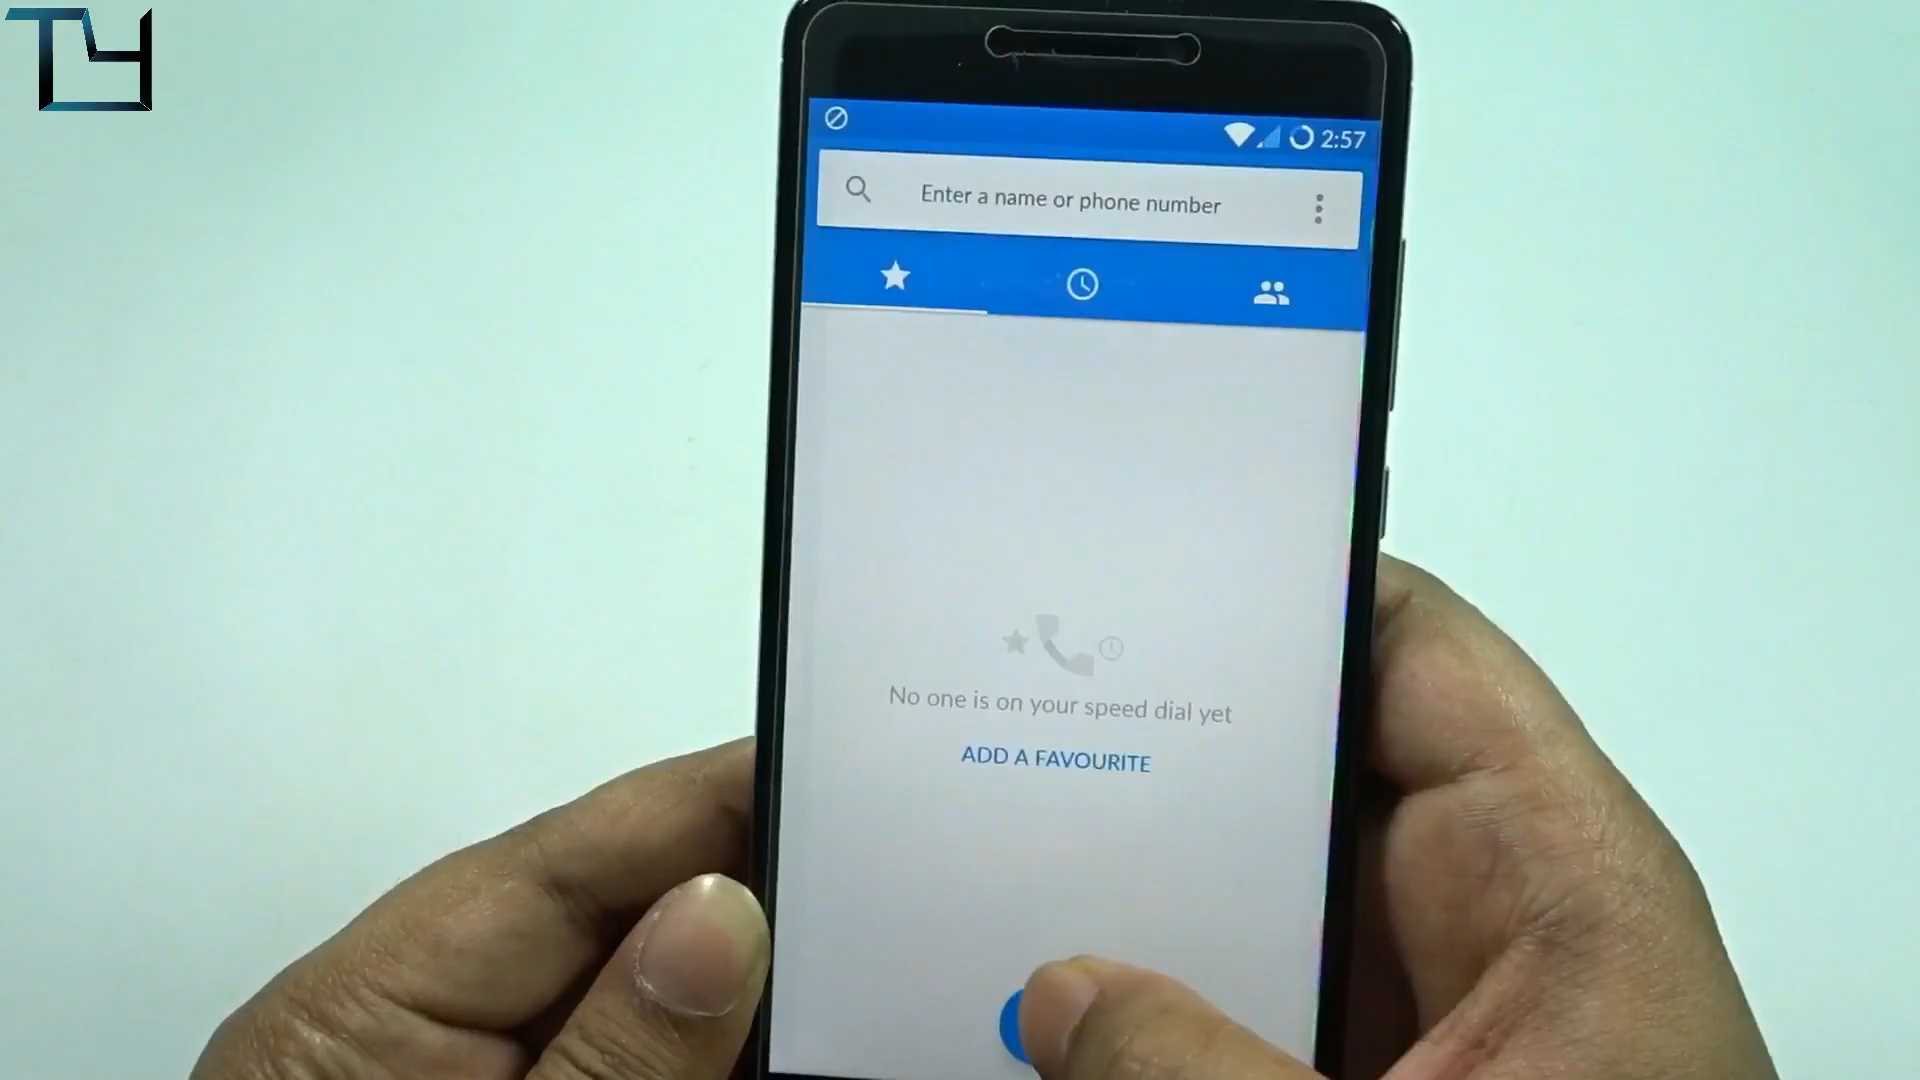 TY
2:57
Enter a name or phone number
No one is on your speed dial yet
ADD A FAVOURITE